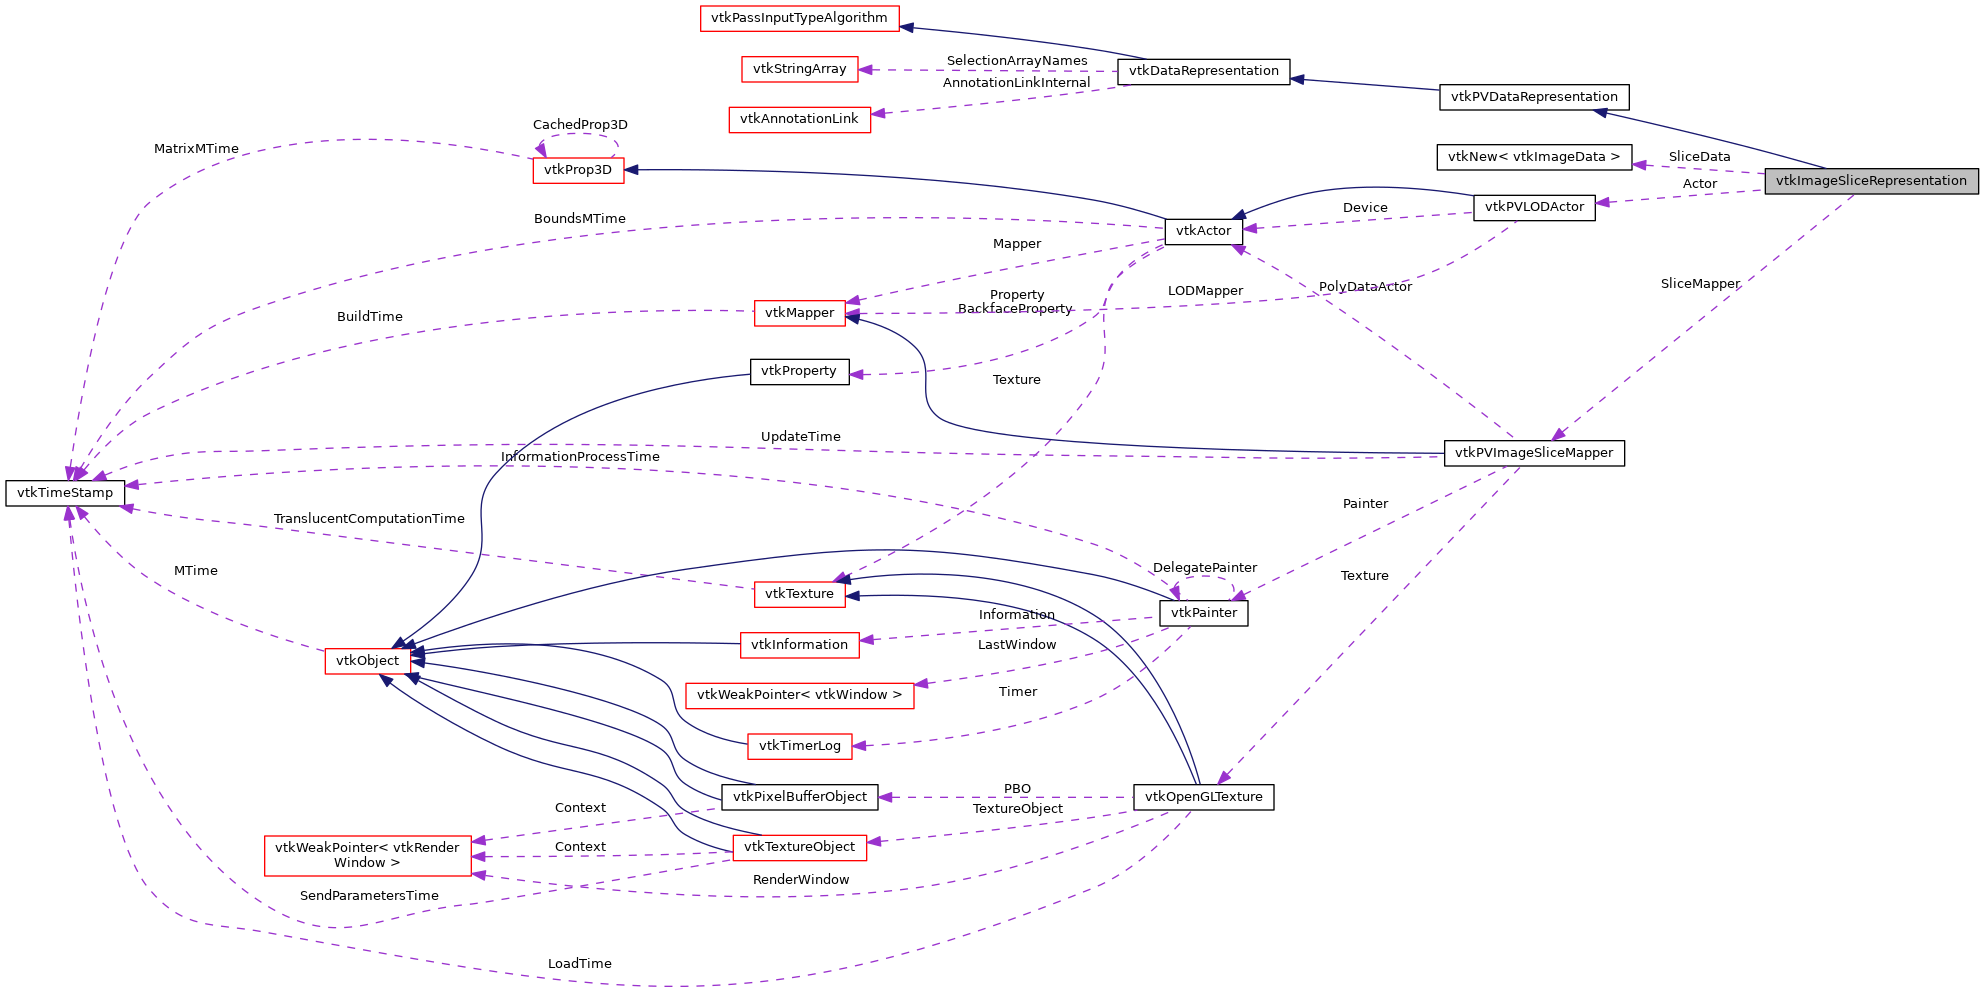 vtkPassInputTypeAlgorithm
SelectionArrayNames
vtkStringArray
vtkDataRepresentation
AnnotationLinkInternal
vtkPVDataRepresentation
vtkAnnotationLink
CachedProp3D
MatrixMTime
vtkNew< vtkImageData >
SliceData
vtkProp3D
vtkImageSliceRepresentation
Actor
vtkPVLODActor
Device
BoundsMTime
vtkActor
Mapper
SliceMapper
PolyDataActor
LODMapper
Property
BackfaceProperty
vtkMapper
BuildTime
vtkProperty
Texture
UpdateTime
vtkPVImageSliceMapper
InformationProcessTime
vtkTimeStamp
Painter
TranslucentComputationTime
DelegatePainter
MTime
Texture
vtkTexture
vtkPainter
Information
vtkInformation
LastWindow
vtkObject
Timer
vtkWeakPointer< vtkWindow >
vtkTimerLog
PBO
vtkPixelBufferObject
vtkOpenGLTexture
Context
TextureObject
vtkWeakPointer< vtkRender
Window >
Context
vtkTextureObject
RenderWindow
SendParametersTime
LoadTime